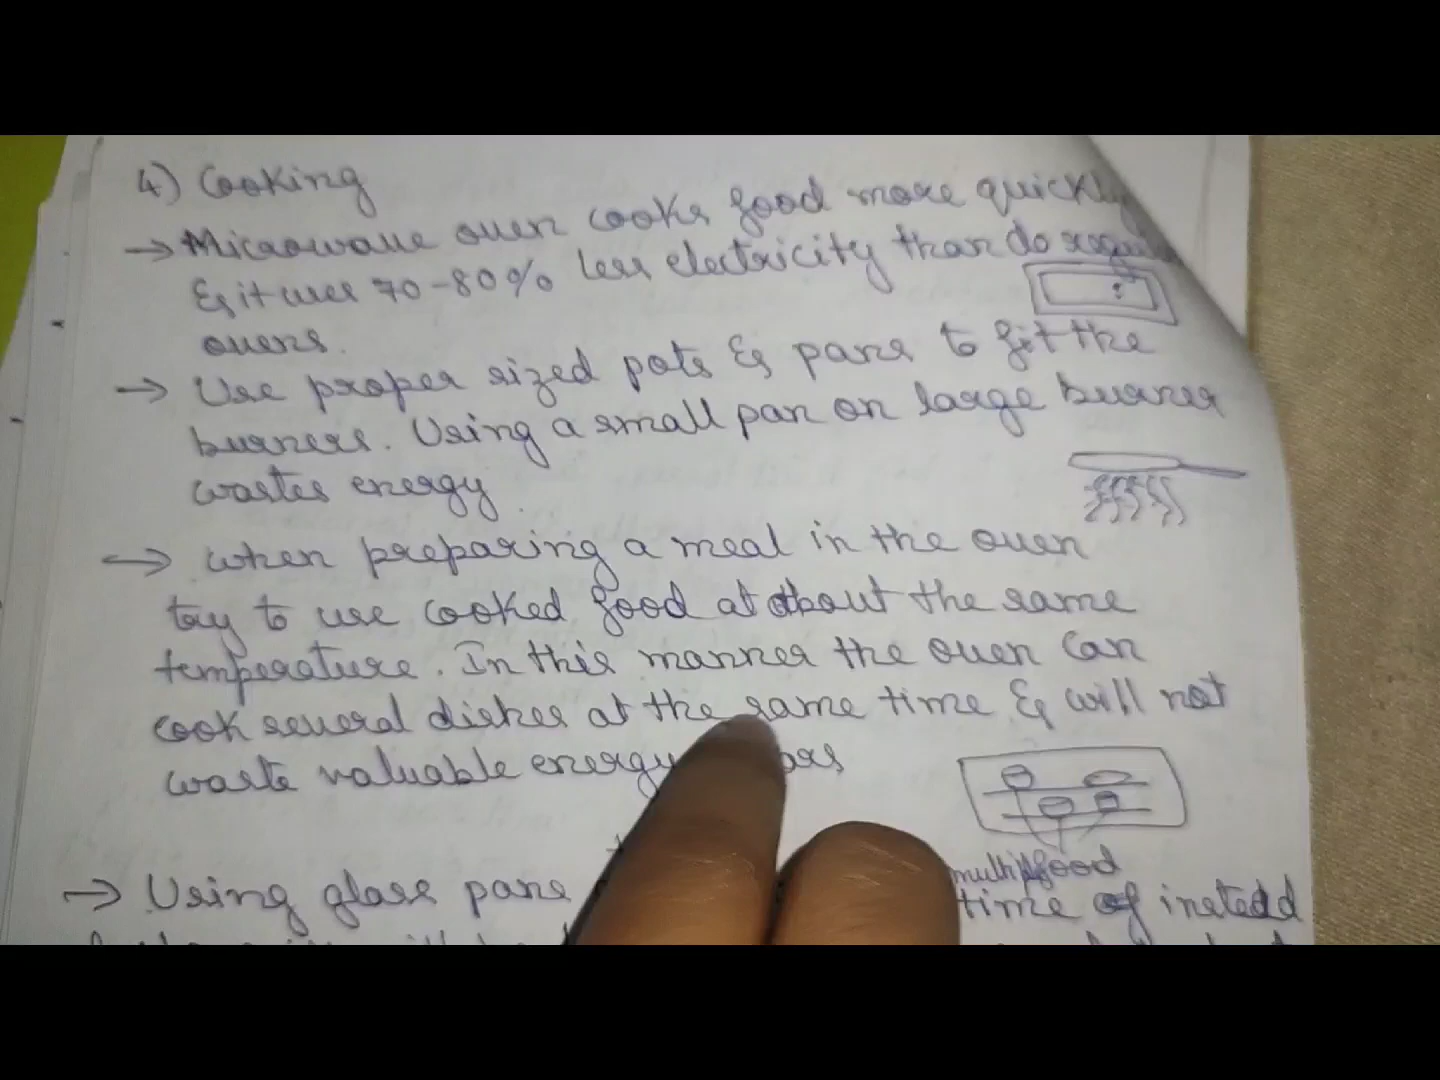 4) Cooking
→ Microwave oven cooks food more quickly
& it uses 70-80% less electricity than do
ovens.
→ Use proper sized pots & pans to fit the
burners. Using a small pan on large burner
wastes energy.
→ when preparing a meal in the oven
try to use cooked food at about the same
temperature. In this manner the oven can
cook several dishes at the same time & will not
waste valuable energy
multi food
→ Using glass pans time of instead